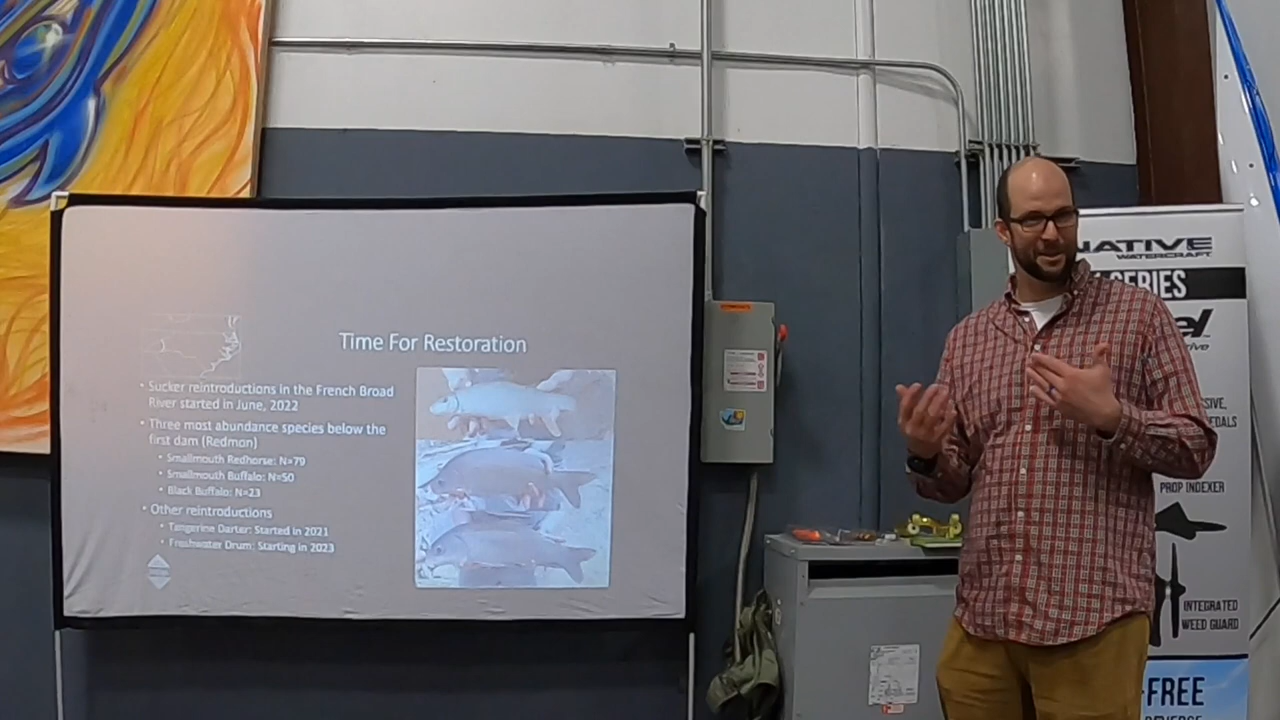 Time For Restoration
• Sucker reintroductions in the French Broad
River started in June, 2022
• Three most abundance species below the
first dam (Redmon)
• Smallmouth Redhorse: N=79
• Smallmouth Buffalo: N=50
• Black Buffalo: N=23
• Other reintroductions
• Tangerine Darter: Started in 2021
• Freshwater Drum: Starting in 2023
NATIVE
WATERCRAFT
SERIES
PROP INDEXER
INTEGRATED
WEED GUARD
-FREE
REVERSE